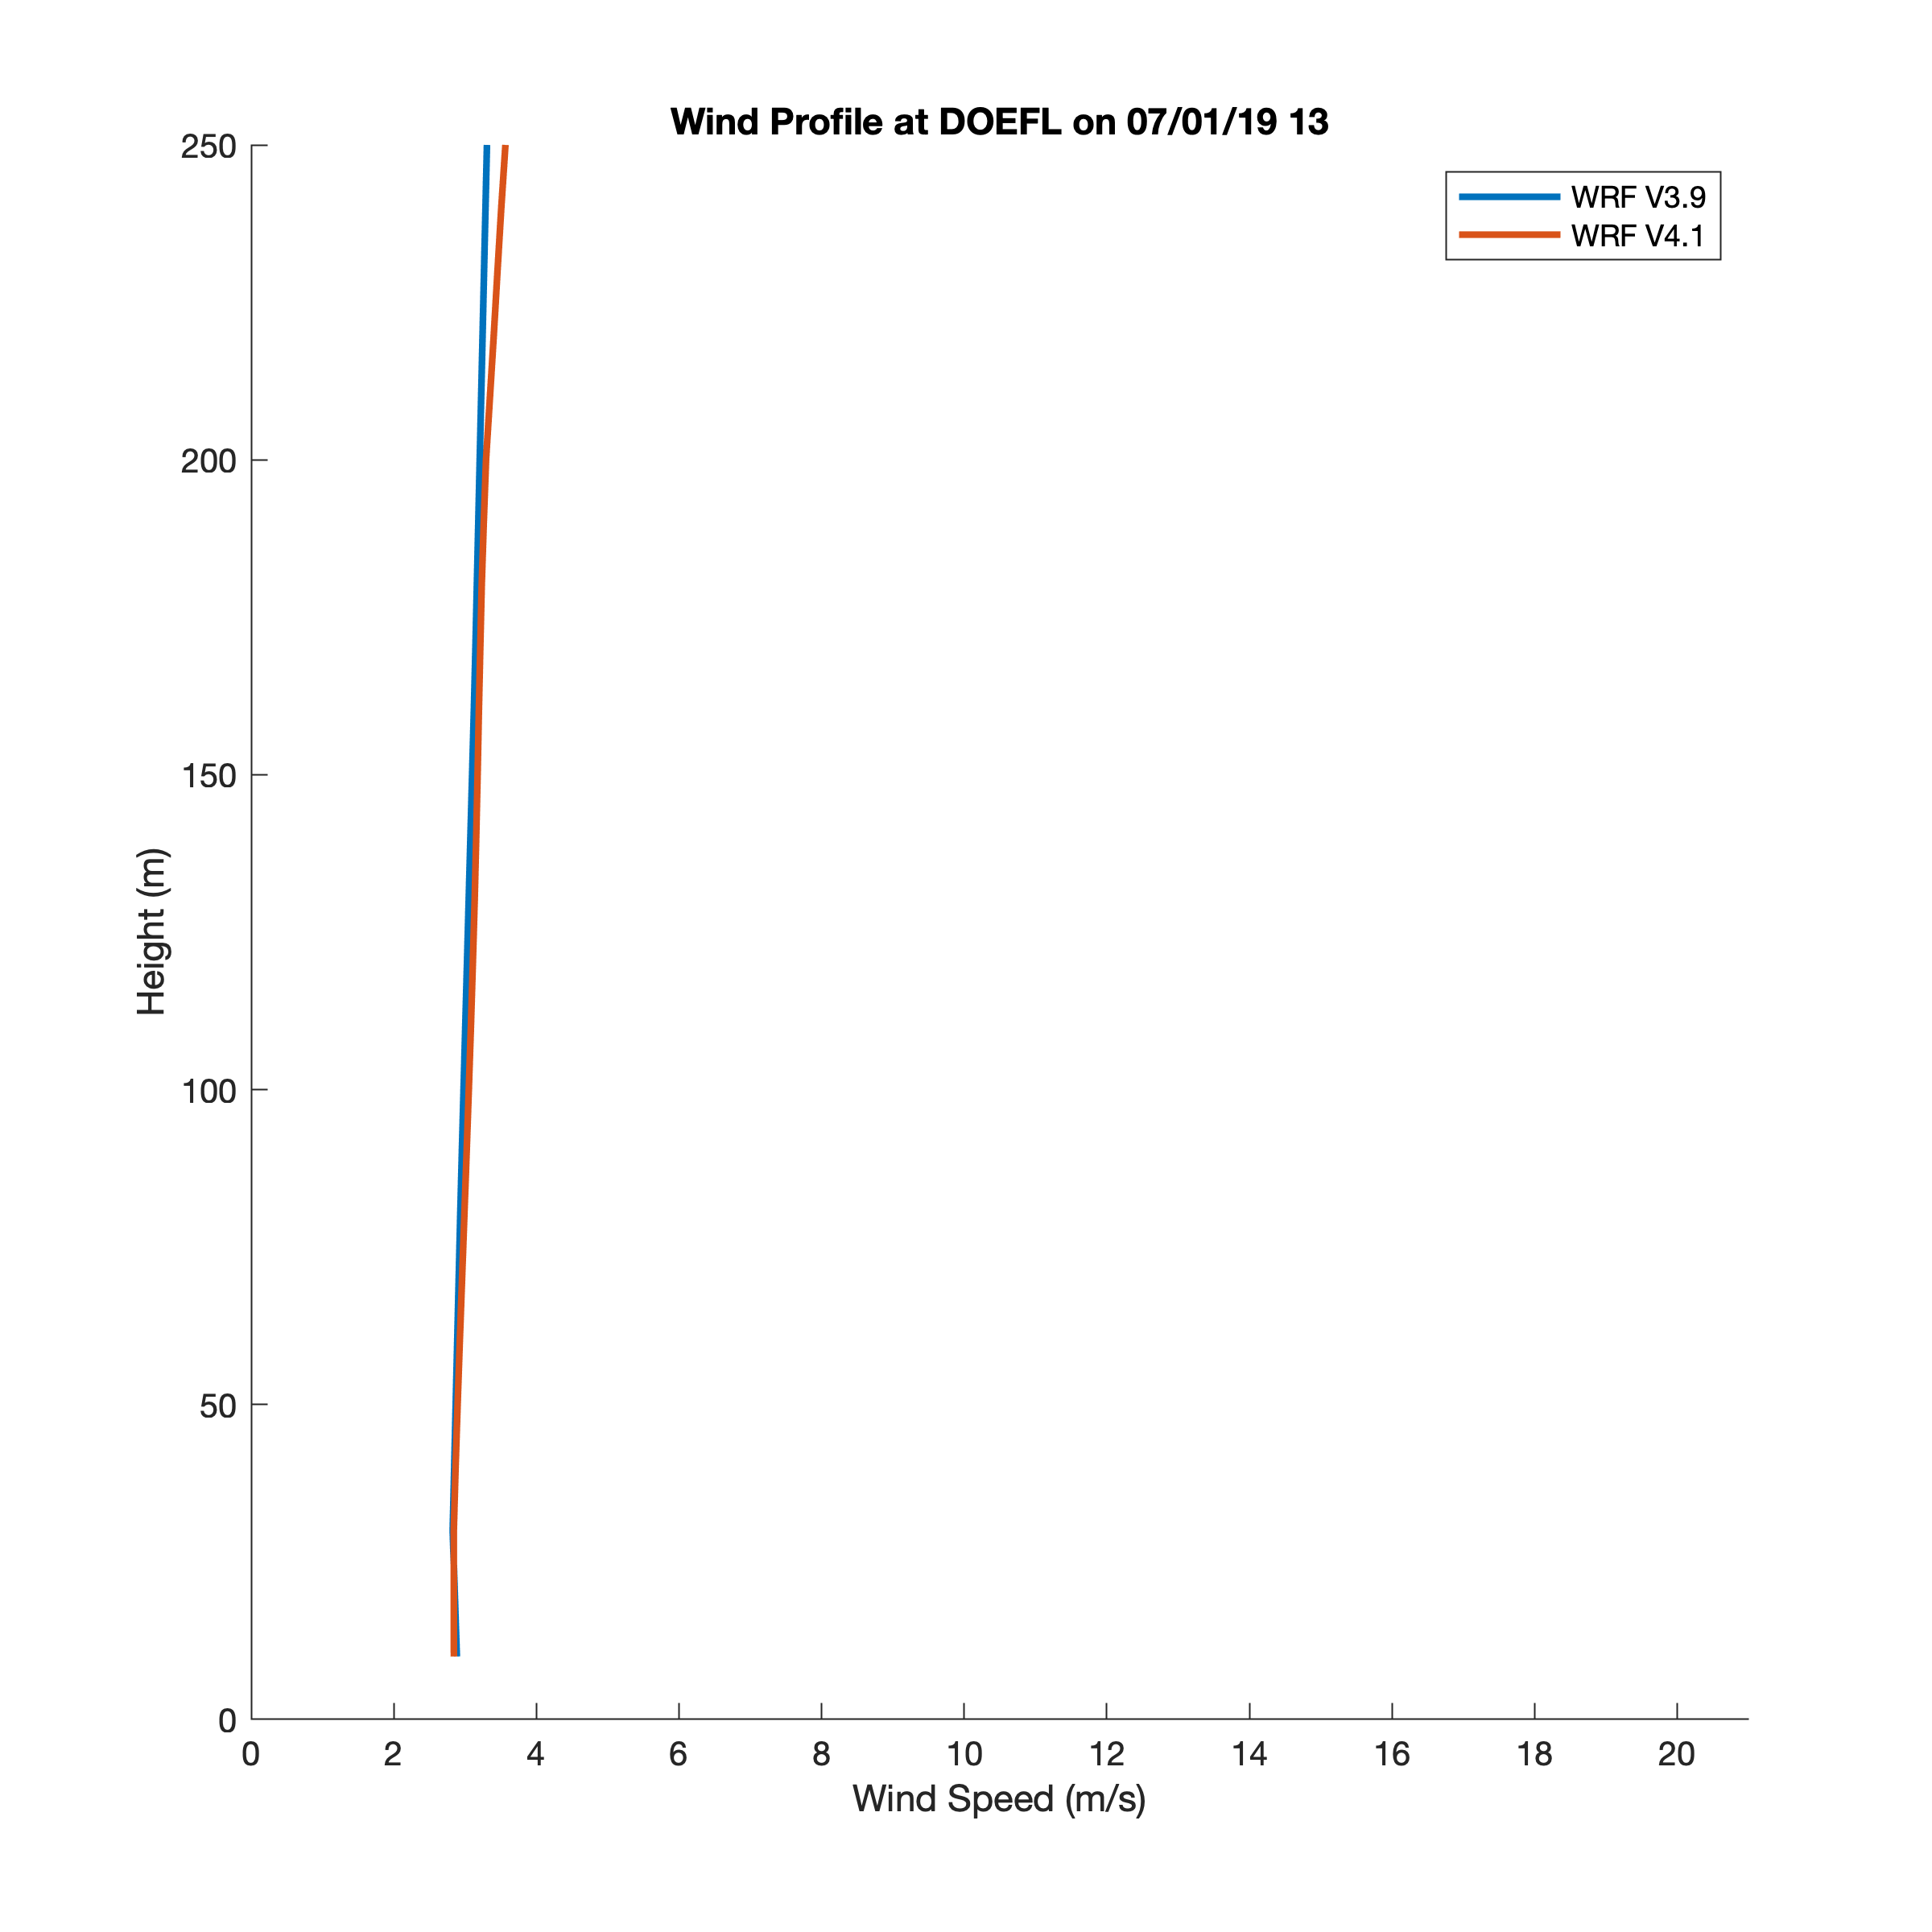 Wind Profile at DOEFL on 07/01/19 13
WRF V3.9
WRF V4.1
250
200
150
100
50
0
Height (m)
0 2 4 6 8 10 12 14 16 18 20
Wind Speed (m/s)